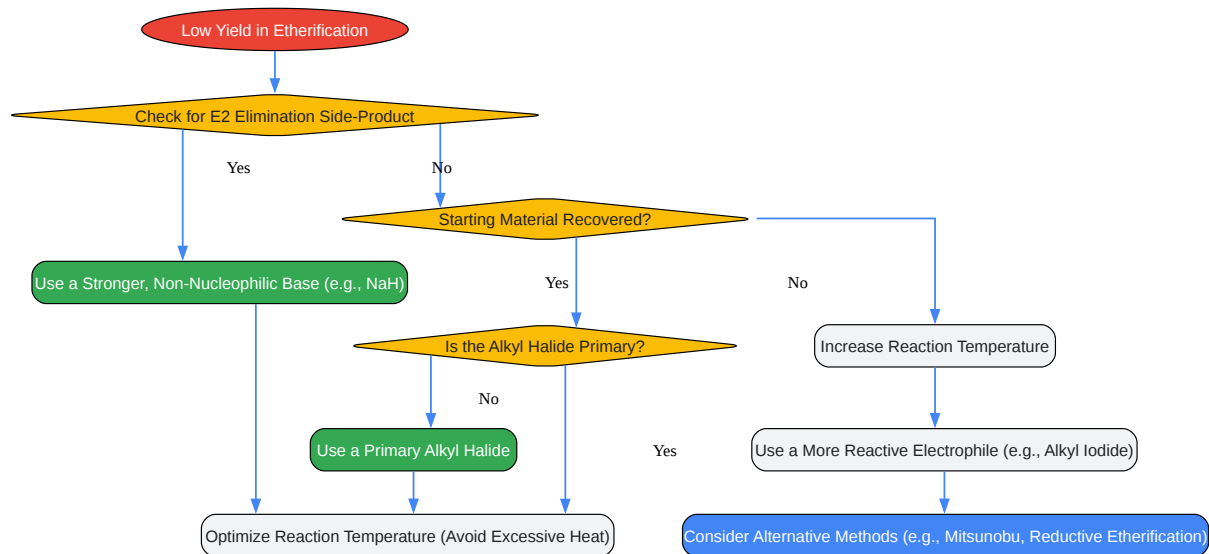 Low Yield in Etherification
Check for E2 Elimination Side-Product
Yes
No
Starting Material Recovered?
Use a Stronger, Non-Nucleophilic Base (e.g., NaH)
Yes
No
Is the Alkyl Halide Primary?
Increase Reaction Temperature
No
Use a Primary Alkyl Halide
Yes
Use a More Reactive Electrophile (e.g., Alkyl Iodide)
Optimize Reaction Temperature (Avoid Excessive Heat)
Consider Alternative Methods (e.g., Mitsunobu, Reductive Etherification)